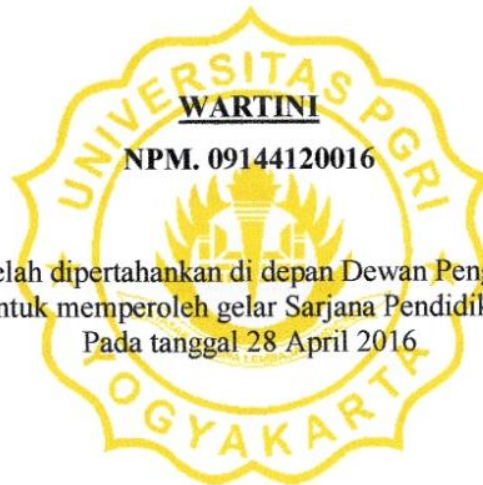 UNIVERSITAS PGRI
WARTINI
NPM. 09144120016
elah dipertahankan di depan Dewan Peng
ntuk memperoleh gelar Sarjana Pendidik
Pada tanggal 28 April 2016
YOGYAKARTA